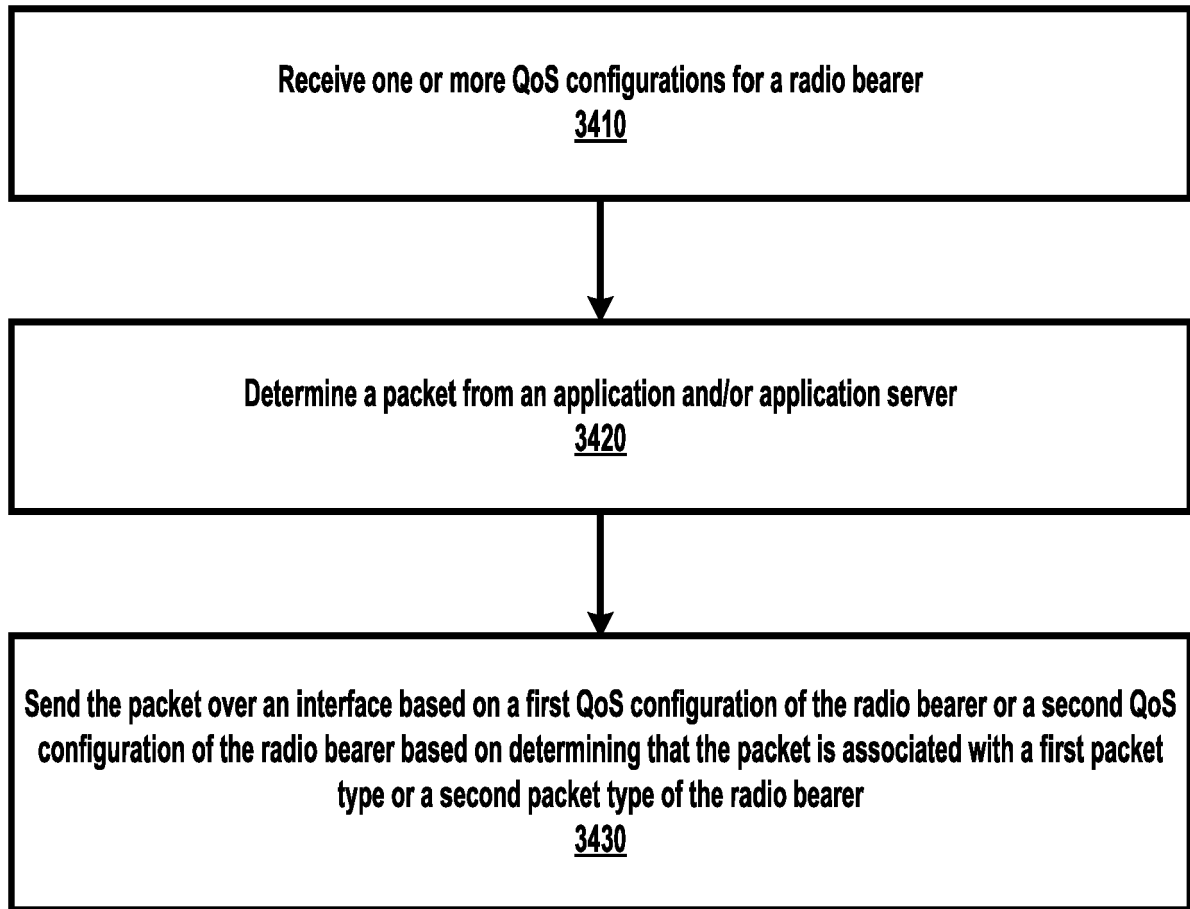 Receive one or more QoS configurations for a radio bearer
3410
Determine a packet from an application and/or application server
3420
Send the packet over an interface based on a first QoS configuration of the radio bearer or a second QoS
configuration of the radio bearer based on determining that the packet is associated with a first packet
type or a second packet type of the radio bearer
3430